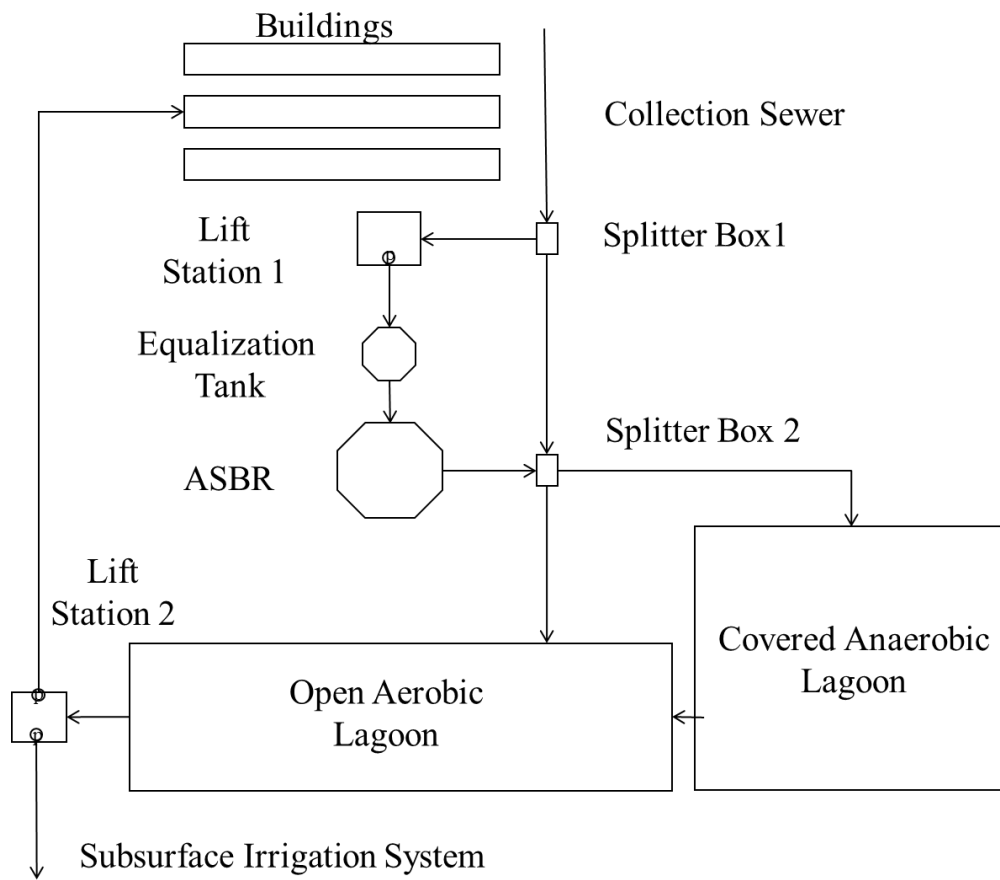 Buildings
Collection Sewer
Lift
Station 1
Splitter Box1
p
Equalization
Tank
Splitter Box 2
ASBR
Lift
Station 2
Covered Anaerobic
Lagoon
Open Aerobic
Lagoon
p
p
Subsurface Irrigation System